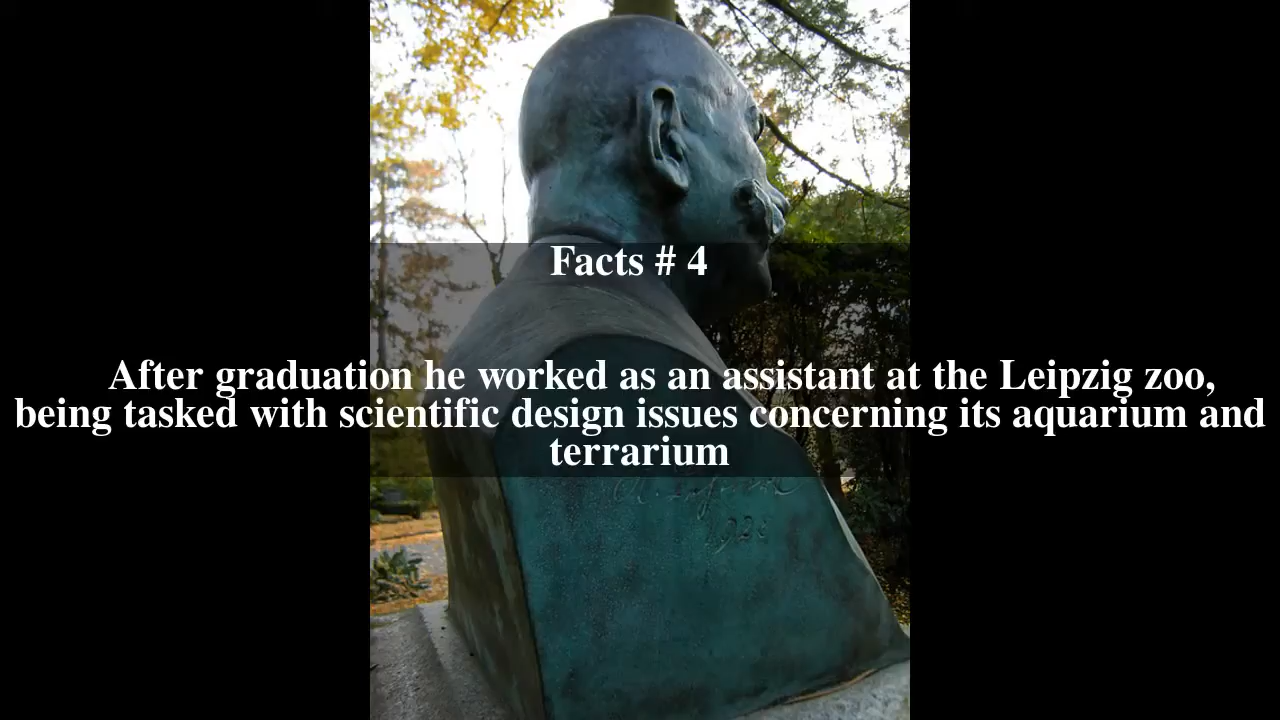 Facts # 4
After graduation he worked as an assistant at the Leipzig zoo,
being tasked with scientific design issues concerning its aquarium and
terrarium